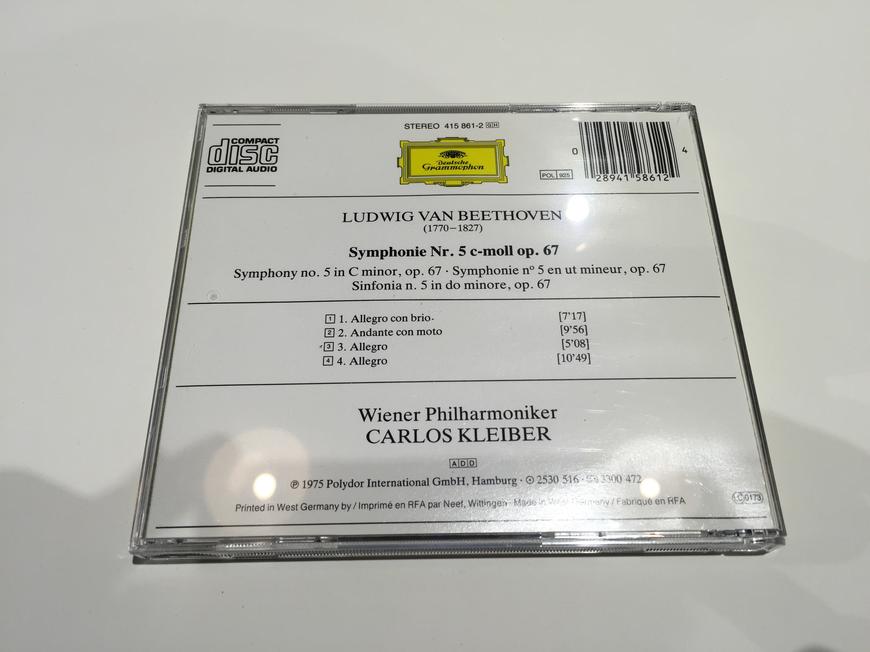 COMPACT
disc
DIGITAL AUDIO
STEREO 415 861-2 GH
Deutsche
Grammophon
POL 925
0 28941 58612 4
LUDWIG VAN BEETHOVEN
(1770–1827)
Symphonie Nr. 5 c-moll op. 67
Symphony no. 5 in C minor, op. 67 · Symphonie nº 5 en ut mineur, op. 67
Sinfonia n. 5 in do minore, op. 67
1 1. Allegro con brio [7'17]
2 2. Andante con moto [9'56]
3 3. Allegro [5'08]
4 4. Allegro [10'49]
Wiener Philharmoniker
CARLOS KLEIBER
ADD
℗ 1975 Polydor International GmbH, Hamburg · 2530 516 · 3300 472
Printed in West Germany by / Imprimé en RFA par Neef, Wittingen · Made in West Germany / Fabriqué en RFA
LC 0173